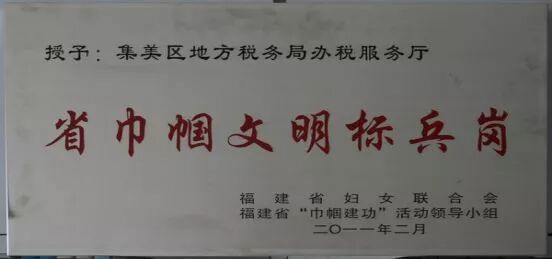 授予：集美区地方税务局办税服务厅
省巾帼文明标兵岗
福建省妇女联合会
福建省“巾帼建功”活动领导小组
二〇一一年二月